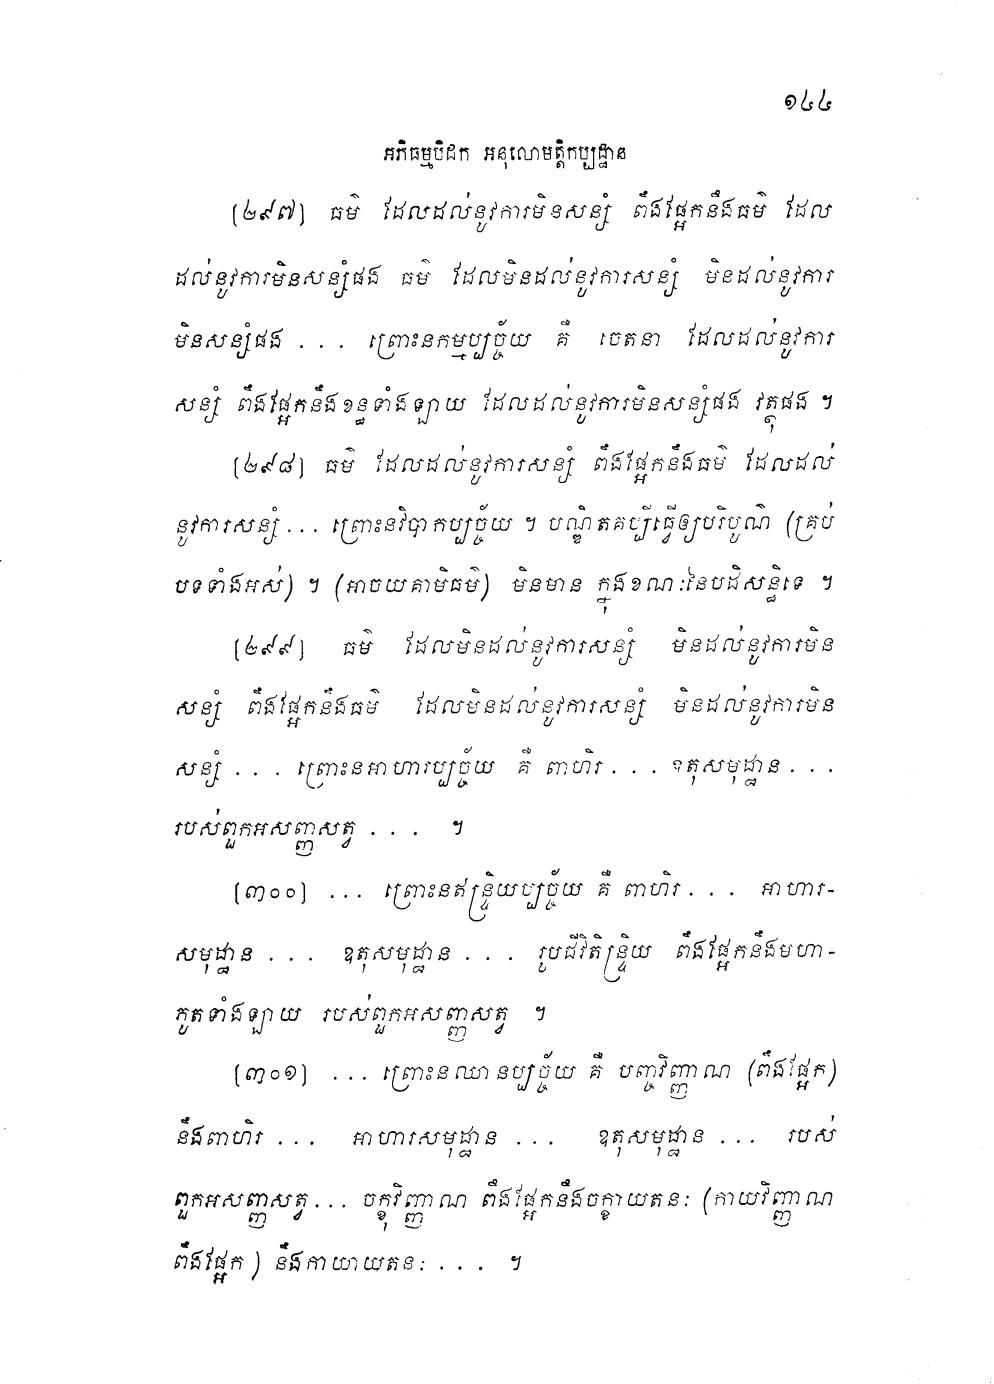 ១៤៤
អភិធម្មបិដក អនុលោមត្តិកប្បដ្ឋាន
[២៩៧] ធម៌ ដែលដល់នូវការមិនសន្សំ ពឹងផ្អែកនឹងធម៌ ដែល
ដល់នូវការមិនសន្សំផង ធម៌ ដែលមិនដល់នូវការសន្សំ មិនដល់នូវការ
មិនសន្សំផង ... ព្រោះនកម្មប្បច្ច័យ គឺ ចេតនា ដែលដល់នូវការ
សន្សំ ពឹងផ្អែកនឹងខន្ធទាំងឡាយ ដែលដល់នូវការមិនសន្សំផង វត្ថុផង ។
[២៩៨] ធម៌ ដែលដល់នូវការសន្សំ ពឹងផ្អែកនឹងធម៌ ដែលដល់
នូវការសន្សំ ... ព្រោះនវិបាកប្បច្ច័យ ។ បណ្ឌិតគប្បីធ្វើឲ្យបរិបូណ៌ (គ្រប់
បទទាំងអស់) ។ (អាចយគាមិធម៌) មិនមាន ក្នុងខណៈនៃបដិសន្ធិទេ ។
[២៩៩] ធម៌ ដែលមិនដល់នូវការសន្សំ មិនដល់នូវការមិន
សន្សំ ពឹងផ្អែកនឹងធម៌ ដែលមិនដល់នូវការសន្សំ មិនដល់នូវការមិន
សន្សំ ... ព្រោះនអាហារប្បច្ច័យ គឺ ពាហិរ ... ឧតុសមុដ្ឋាន ...
របស់ពួកអសញ្ញសត្វ ... ។
[៣០០] ... ព្រោះនឥន្ទ្រិយប្បច្ច័យ គឺ ពាហិរ ... អាហារ-
សមុដ្ឋាន ... ឧតុសមុដ្ឋាន ... រូបជីវិតិន្ទ្រិយ ពឹងផ្អែកនឹងមហា-
ភូតទាំងឡាយ របស់ពួកអសញ្ញសត្វ ។
[៣០១] ... ព្រោះនឈានប្បច្ច័យ គឺ បញ្ចវិញ្ញាណ (ពឹងផ្អែក)
នឹងពាហិរ ... អាហារសមុដ្ឋាន ... ឧតុសមុដ្ឋាន ... របស់
ពួកអសញ្ញសត្វ ... ចក្ខុវិញ្ញាណ ពឹងផ្អែកនឹងចក្ខាយតនៈ (កាយវិញ្ញាណ
ពឹងផ្អែក) នឹងកាយាយតនៈ ... ។